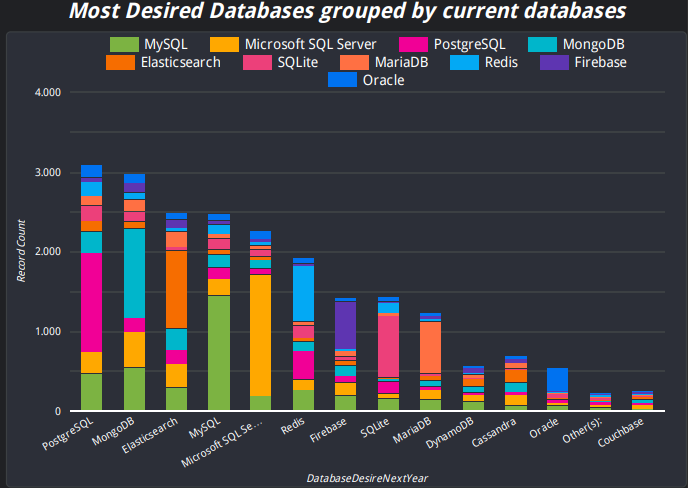 Most Desired Databases grouped by current databases
MySQL Microsoft SQL Server PostgreSQL MongoDB
Elasticsearch SQLite MariaDB Redis Firebase
Oracle
4.000
3.000
2.000
1.000
0
Record Count
PostgreSQL MongoDB Elasticsearch MySQL Microsoft SQL Se... Redis Firebase SQLite MariaDB DynamoDB Cassandra Oracle Other(s): Couchbase
DatabaseDesireNextYear